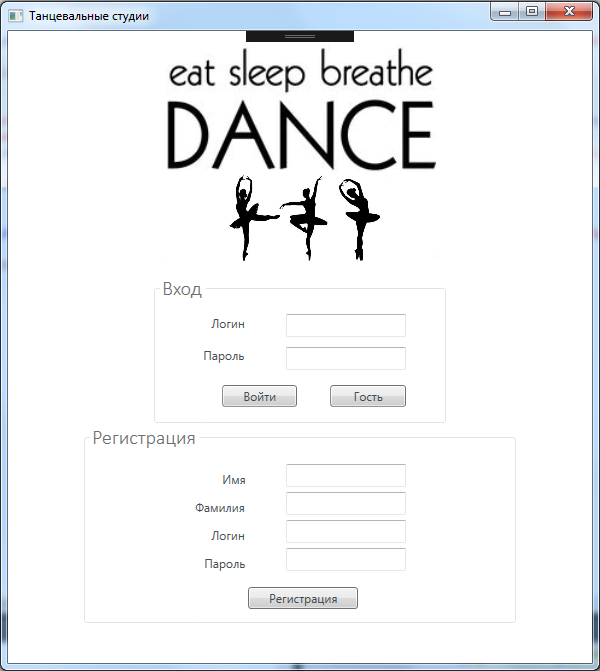 Танцевальные студии
eat sleep breathe
DANCE
Вход
Логин
Пароль
Войти Гость
Регистрация
Имя
Фамилия
Логин
Пароль
Регистрация